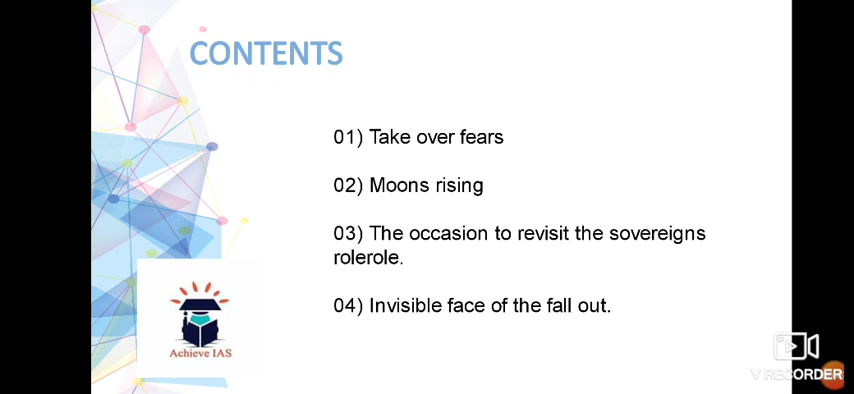 CONTENTS
01) Take over fears
02) Moons rising
03) The occasion to revisit the sovereigns
rolerole.
04) Invisible face of the fall out.
Achieve IAS
V RECORDER